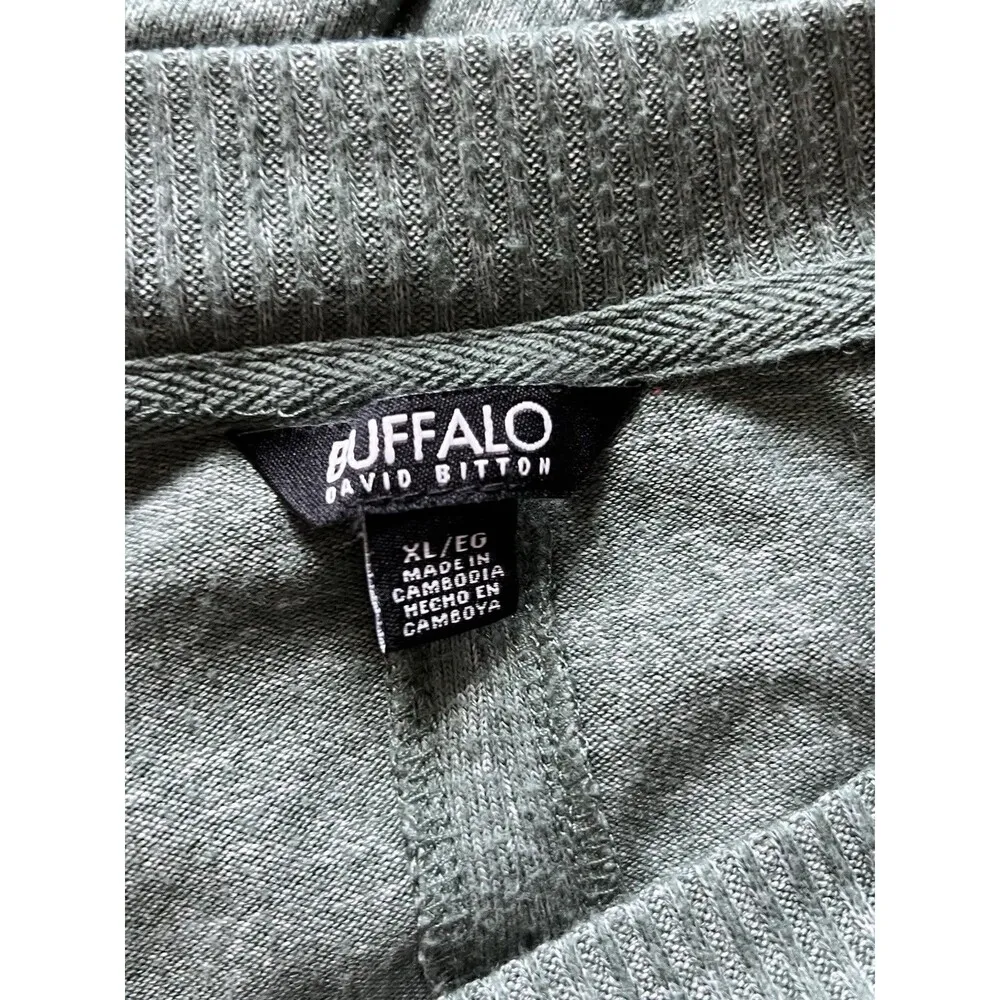 BUFFALO
DAVID BITTON
XL/EG
MADE IN
CAMBODIA
HECHO EN
CAMBOYA